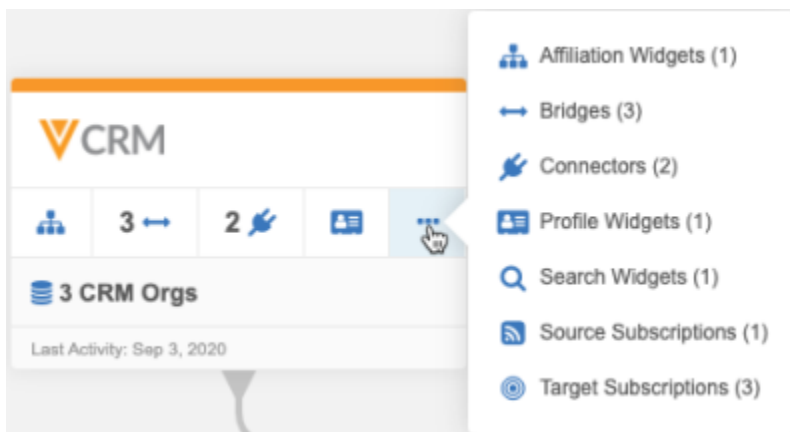 CRM
3
2
3 CRM Orgs
Last Activity: Sep 3, 2020
Affiliation Widgets (1)
Bridges (3)
Connectors (2)
Profile Widgets (1)
Search Widgets (1)
Source Subscriptions (1)
Target Subscriptions (3)